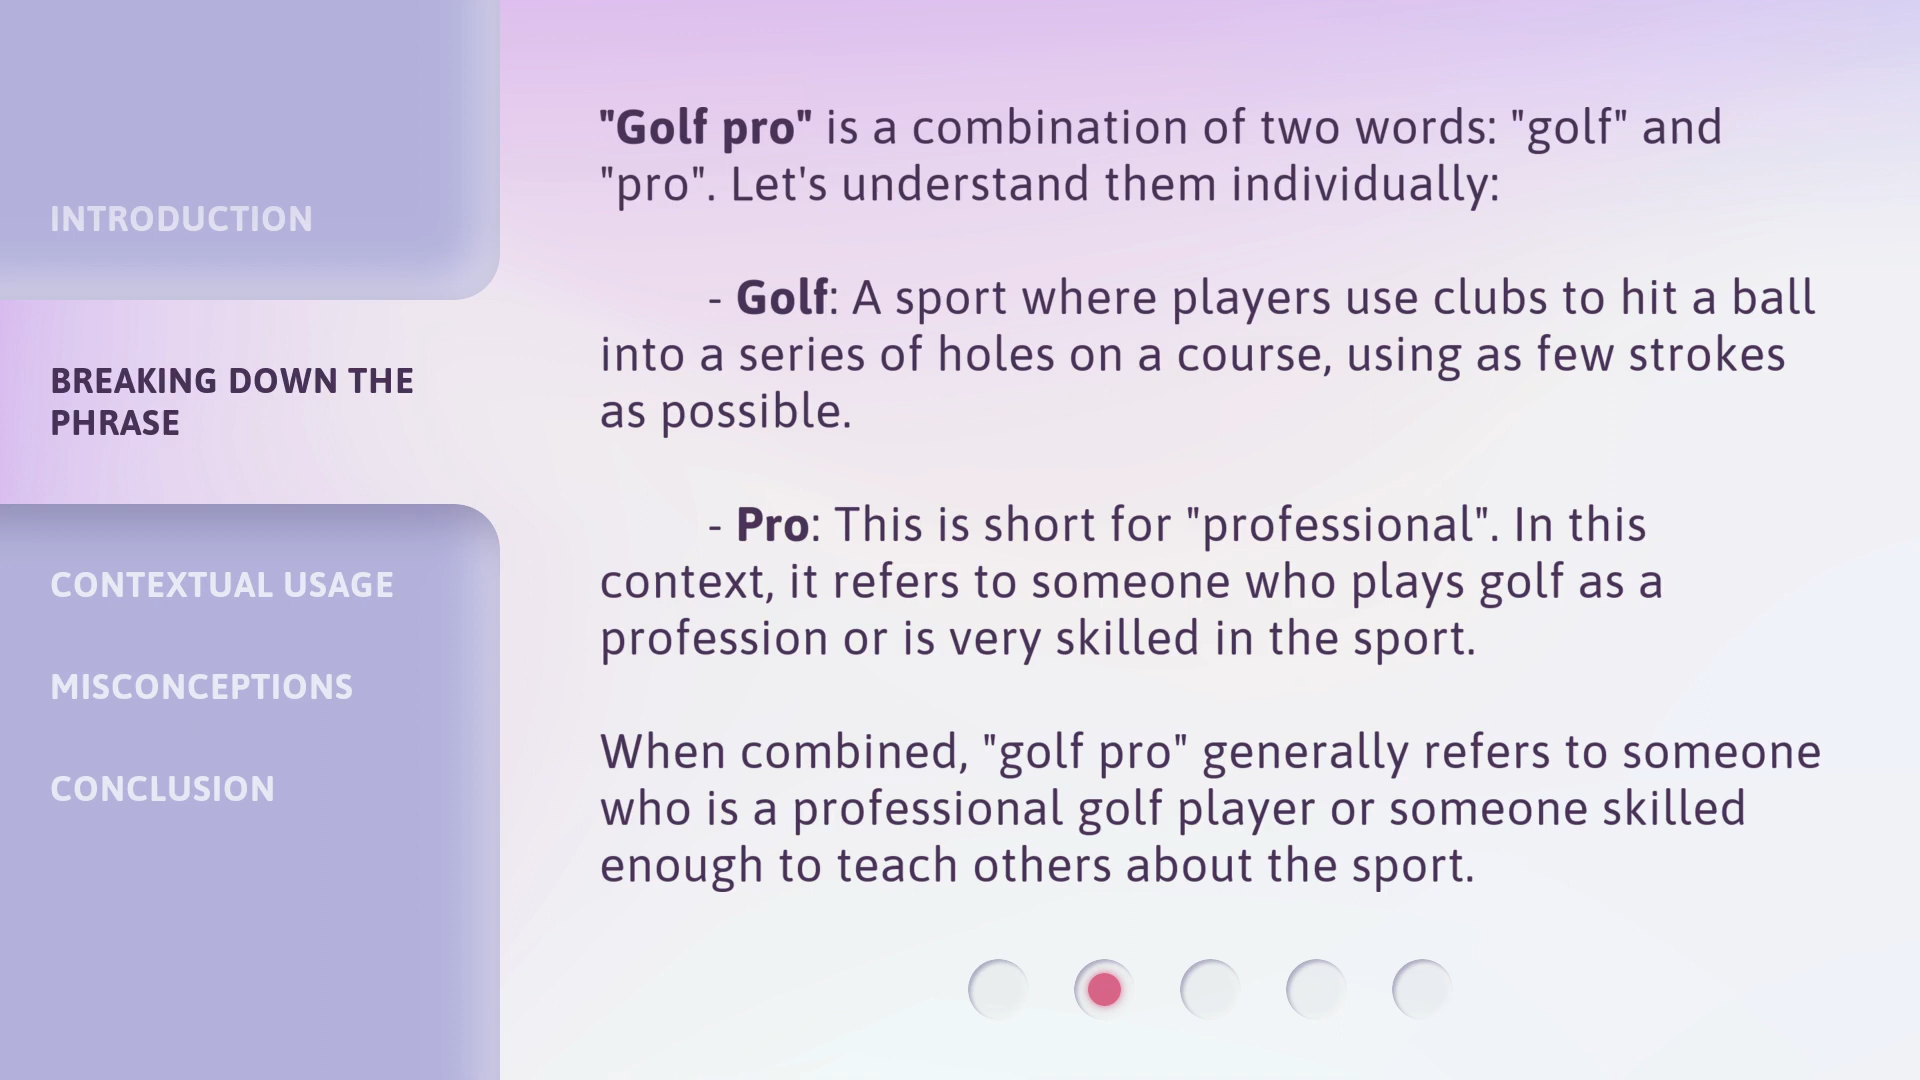 INTRODUCTION
BREAKING DOWN THE
PHRASE
CONTEXTUAL USAGE
MISCONCEPTIONS
CONCLUSION
"Golf pro" is a combination of two words: "golf" and
"pro". Let's understand them individually:
- Golf: A sport where players use clubs to hit a ball
into a series of holes on a course, using as few strokes
as possible.
- Pro: This is short for "professional". In this
context, it refers to someone who plays golf as a
profession or is very skilled in the sport.
When combined, "golf pro" generally refers to someone
who is a professional golf player or someone skilled
enough to teach others about the sport.